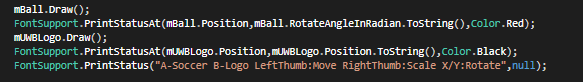 mBall.Draw();
FontSupport.PrintStatusAt(mBall.Position,mBall.RotateAngleInRadian.ToString(),Color.Red);
mUWBLogo.Draw();
FontSupport.PrintStatusAt(mUWBLogo.Position,mUWBLogo.Position.ToString(),Color.Black);
FontSupport.PrintStatus("A-Soccer B-Logo LeftThumb:Move RightThumb:Scale X/Y:Rotate",null);